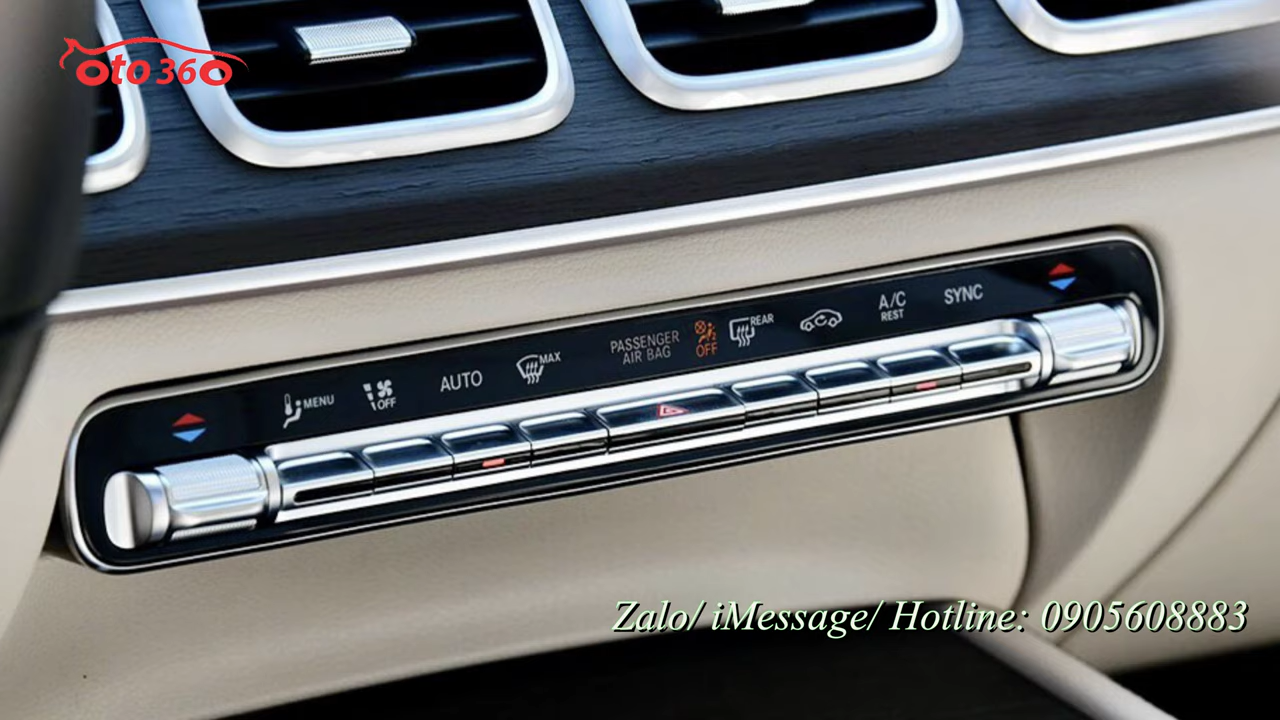 oto360
MENU
OFF
AUTO
MAX
PASSENGER
AIR BAG
OFF
REAR
A/C
REST
SYNC
Zalo/ iMessage/ Hotline: 0905608883